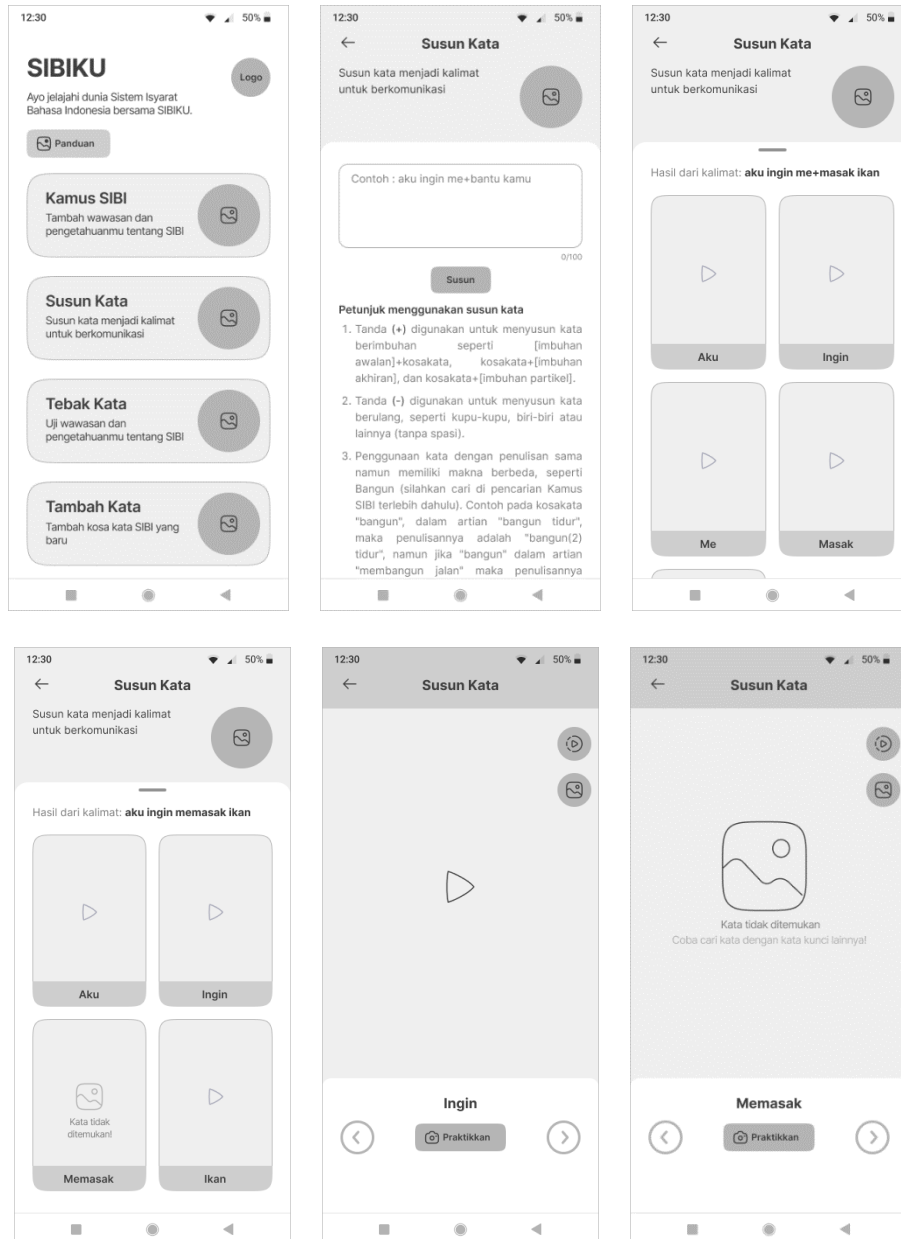 12:30
50%
SIBIKU
Logo
Ayo jelajahi dunia Sistem Isyarat
Bahasa Indonesia bersama SIBIKU.
Panduan
Kamus SIBI
Tambah wawasan dan
pengetahuanmu tentang SIBI
Susun Kata
Susun kata menjadi kalimat
untuk berkomunikasi
Tebak Kata
Uji wawasan dan
pengetahuanmu tentang SIBI
Tambah Kata
Tambah kosa kata SIBI yang
baru
12:30
50%
Susun Kata
Susun kata menjadi kalimat
untuk berkomunikasi
Contoh : aku ingin me+bantu kamu
0/100
Susun
Petunjuk menggunakan susun kata
1. Tanda (+) digunakan untuk menyusun kata
berimbuhan seperti [imbuhan
awalan]+kosakata, kosakata+[imbuhan
akhiran], dan kosakata+[imbuhan partikel].
2. Tanda (-) digunakan untuk menyusun kata
berulang, seperti kupu-kupu, biri-biri atau
lainnya (tanpa spasi).
3. Penggunaan kata dengan penulisan sama
namun memiliki makna berbeda, seperti
Bangun (silahkan cari di pencarian Kamus
SIBI terlebih dahulu). Contoh pada kosakata
"bangun", dalam artian "bangun tidur",
maka penulisannya adalah "bangun(2)
tidur", namun jika "bangun" dalam artian
"membangun jalan" maka penulisannya
12:30
50%
Susun Kata
Susun kata menjadi kalimat
untuk berkomunikasi
Hasil dari kalimat: aku ingin me+masak ikan
Aku
Ingin
Me
Masak
12:30
50%
Susun Kata
Susun kata menjadi kalimat
untuk berkomunikasi
Hasil dari kalimat: aku ingin memasak ikan
Aku
Ingin
Kata tidak
ditemukan!
Memasak
Ikan
12:30
50%
Susun Kata
Ingin
Praktikkan
12:30
50%
Susun Kata
Kata tidak ditemukan
Coba cari kata dengan kata kunci lainnya!
Memasak
Praktikkan